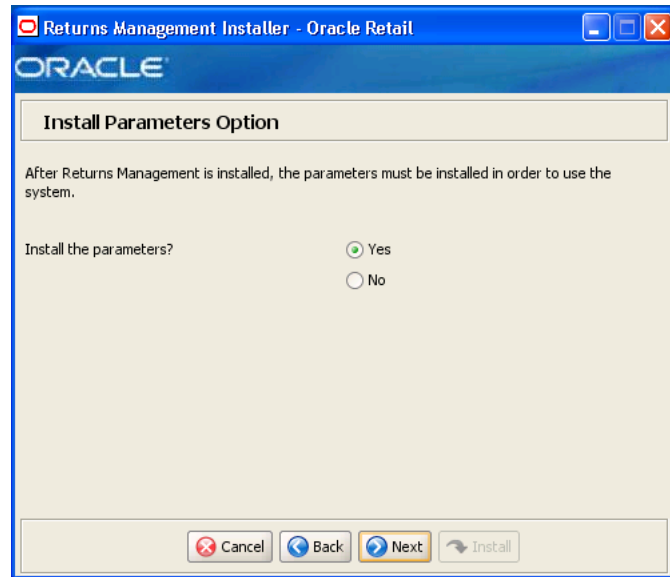 Returns Management Installer - Oracle Retail
ORACLE
Install Parameters Option
After Returns Management is installed, the parameters must be installed in order to use the
system.
Install the parameters?
Yes
No
Cancel
Back
Next
Install